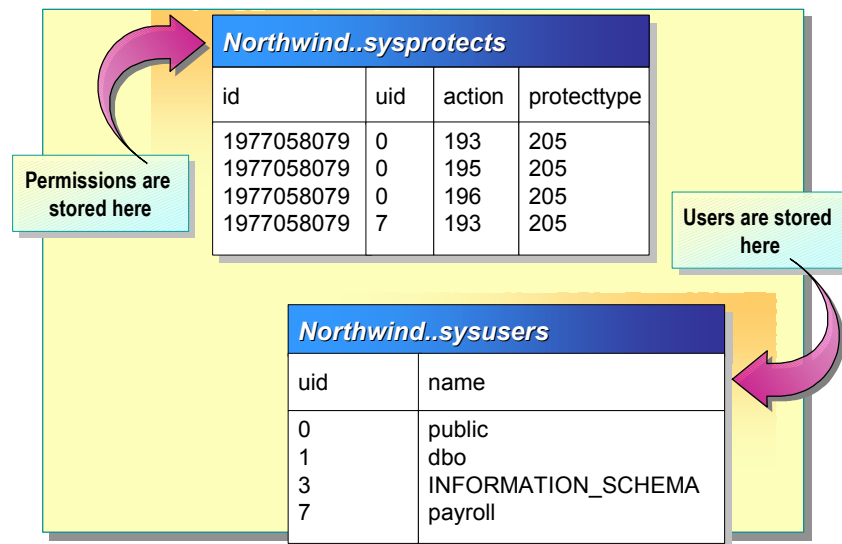 Northwind..sysprotects
id uid action protecttype
1977058079 0 193 205
1977058079 0 195 205
1977058079 0 196 205
1977058079 7 193 205
Permissions are
stored here
Users are stored
here
Northwind..sysusers
uid name
0 public
1 dbo
3 INFORMATION_SCHEMA
7 payroll